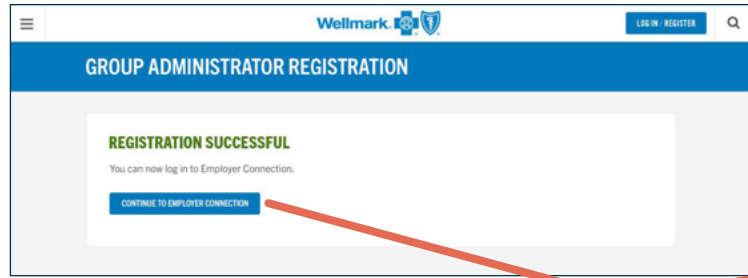 Wellmark.
LOG IN / REGISTER
GROUP ADMINISTRATOR REGISTRATION
REGISTRATION SUCCESSFUL
You can now log in to Employer Connection.
CONTINUE TO EMPLOYER CONNECTION